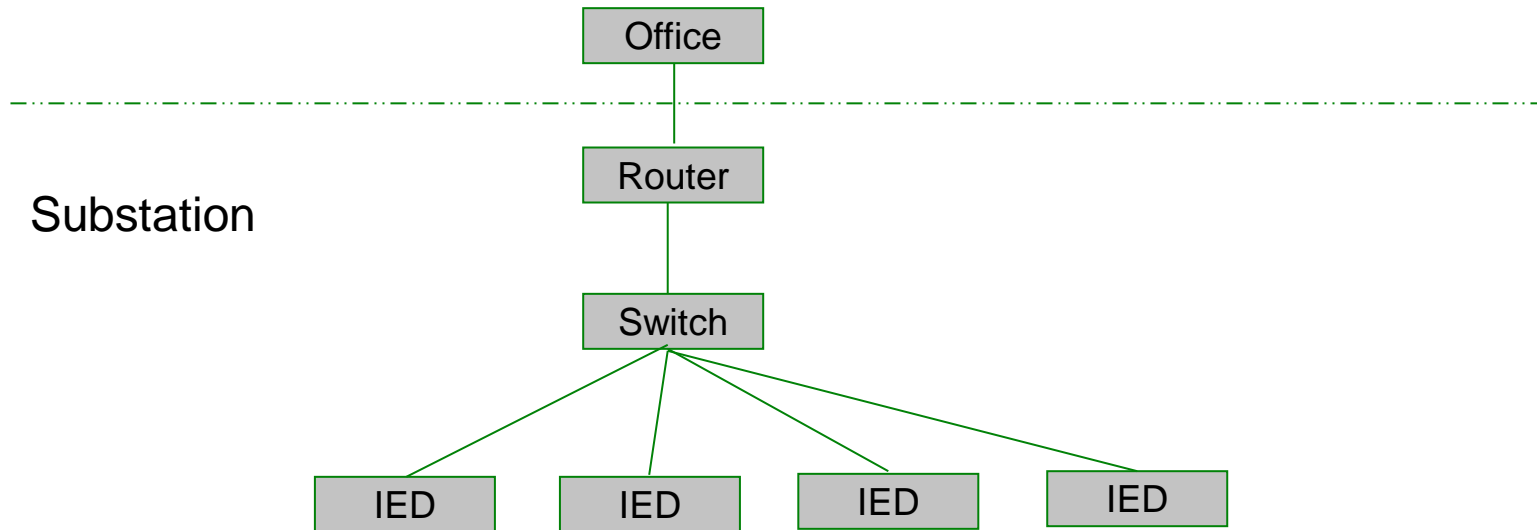 Office
Router
Substation
Switch
IED
IED
IED
IED